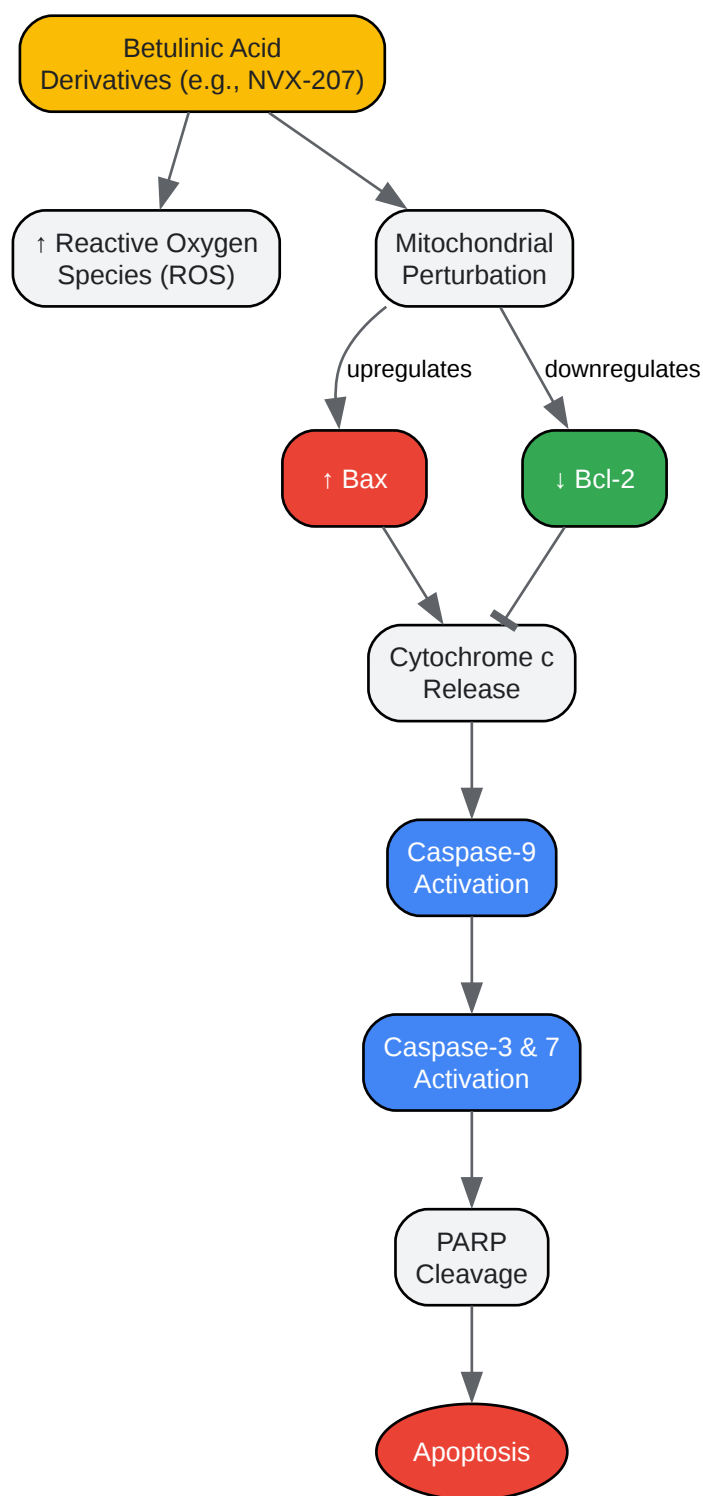 Betulinic Acid
Derivatives (e.g., NVX-207)
↑ Reactive Oxygen
Species (ROS)
Mitochondrial
Perturbation
upregulates
downregulates
↑ Bax
↓ Bcl-2
Cytochrome c
Release
Caspase-9
Activation
Caspase-3 & 7
Activation
PARP
Cleavage
Apoptosis